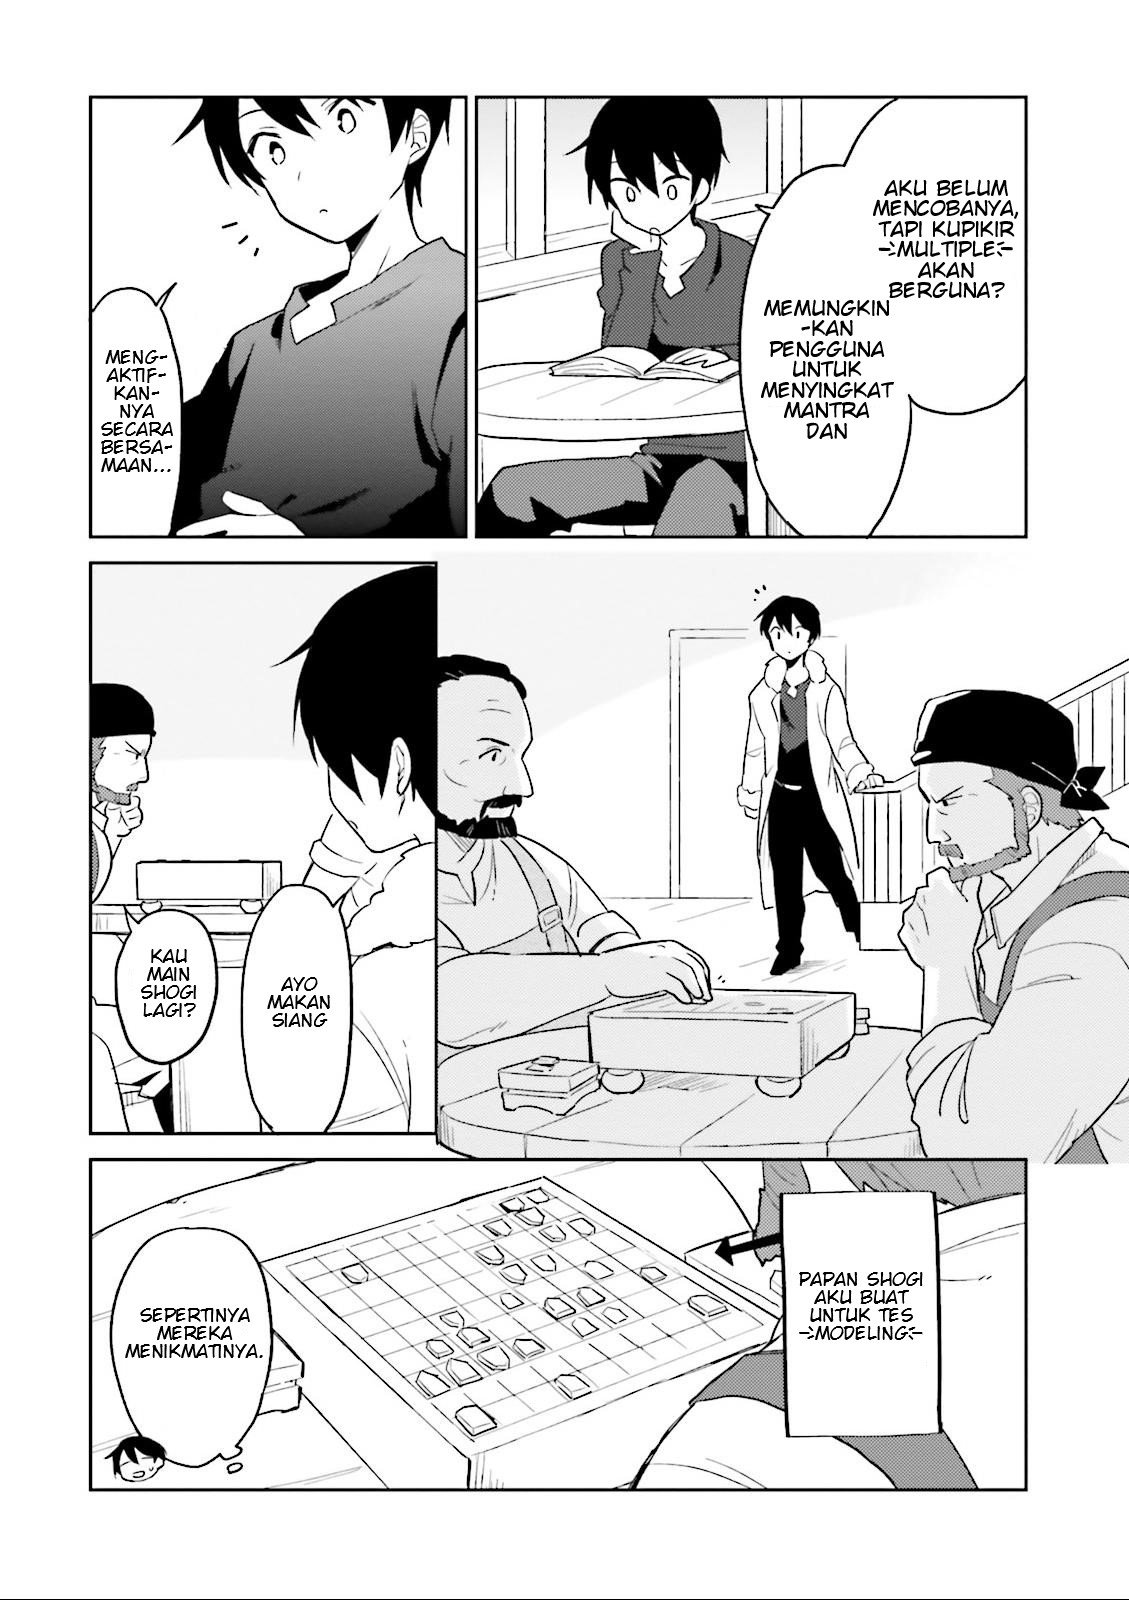 AKU BELUM
MENCOBANYA,
TAPI KUPIKIR
MULTIPLE
AKAN
BERGUNA?
MEMUNGKIN
-KAN
PENGGUNA
UNTUK
MENYINGKAT
MANTRA
DAN
MENG-
AKTIF-
KAN-
NYA
SECARA
BERSA-
MAAN...
AYO
MAKAN
SIANG
KAU
MAIN
SHOGI
LAGI?
PAPAN SHOGI
AKU BUAT
UNTUK TES
MODELING
SEPERTINYA
MEREKA
MENIKMATINYA.